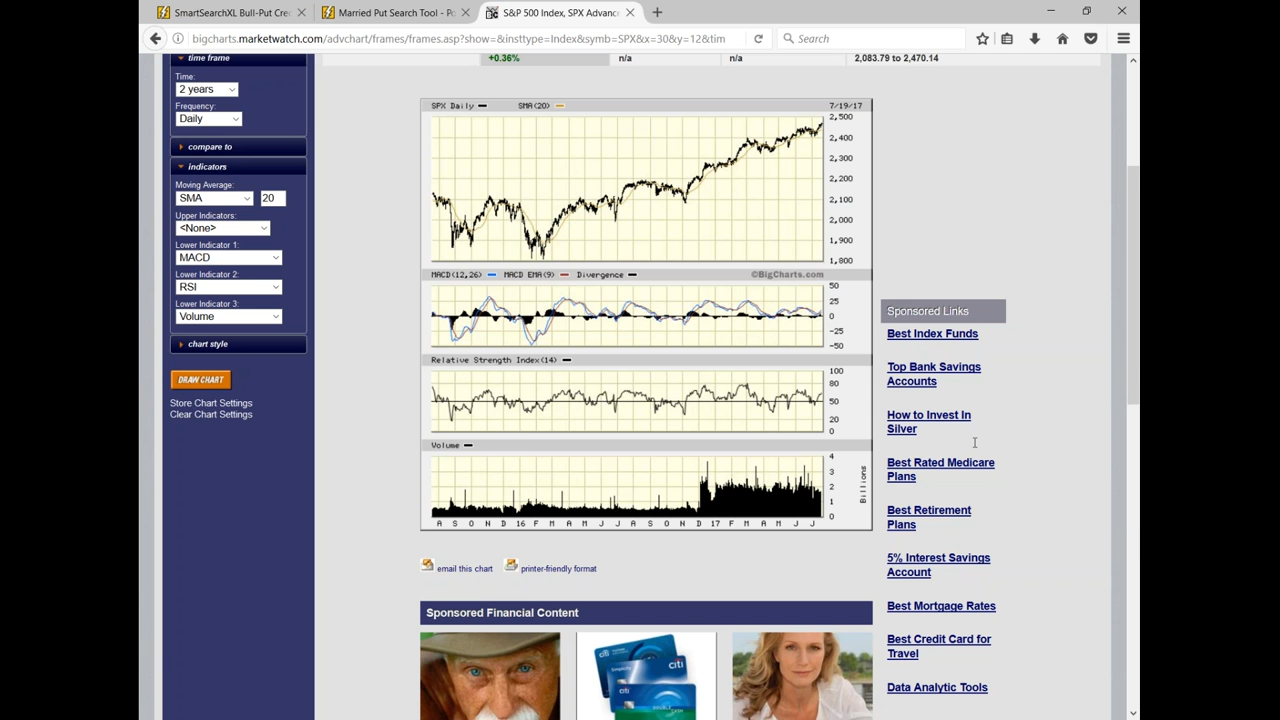 SmartSearchXL Bull-Put Cre
Married Put Search Tool - Po
S&P 500 Index, SPX Advanc
bigcharts.marketwatch.com/advchart/frames/frames.asp?show=&insttype=Index&symb=SPX&x=30&y=12&tim
Search
time frame
+0.36%
n/a
n/a
2,083.79 to 2,470.14
Time:
2 years
Frequency:
Daily
compare to
indicators
Moving Average:
SMA
20
Upper Indicators:
<None>
Lower Indicator 1:
MACD
Lower Indicator 2:
RSI
Lower Indicator 3:
Volume
chart style
DRAW CHART
Store Chart Settings
Clear Chart Settings
SPX Daily
SMA(20)
7/19/17
2,500
2,400
2,300
2,200
2,100
2,000
1,900
1,800
MACD(12,26)
MACD EMA(9)
Divergence
©BigCharts.com
50
25
0
-25
-50
Relative Strength Index(14)
100
80
50
20
0
Volume
4
3
2
1
0
Billions
A S O N D 16 F M A M J J A S O N D 17 F M A M J J
email this chart
printer-friendly format
Sponsored Financial Content
citi
citi
citi
Sponsored Links
Best Index Funds
Top Bank Savings
Accounts
How to Invest In
Silver
Best Rated Medicare
Plans
Best Retirement
Plans
5% Interest Savings
Account
Best Mortgage Rates
Best Credit Card for
Travel
Data Analytic Tools